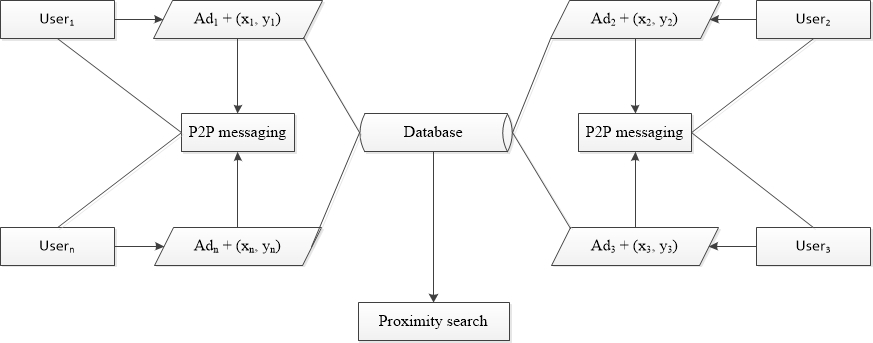 User₁
Ad₁ + (x₁, y₁)
Ad₂ + (x₂, y₂)
User₂
P2P messaging
Database
P2P messaging
Userₙ
Adₙ + (xₙ, yₙ)
Ad₃ + (x₃, y₃)
User₃
Proximity search